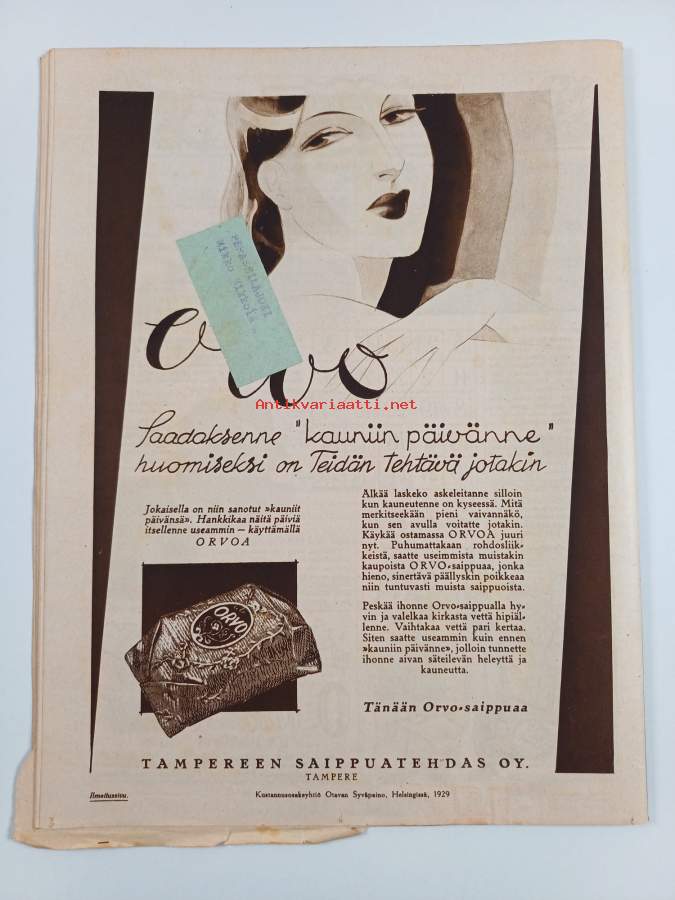 Orvo
Antikvariaatti.net
Saadaksenne "kauniin päivänne"
huomiseksi on Teidän tehtävä jotakin
Jokaisella on niin sanotut »kauniit
päivänsä». Hankkikaa näitä päiviä
itsellenne useammin — käyttämällä
ORVOA
ORVO
Alkää laskeko askeleitanne silloin
kun kauneutenne on kyseessä. Mitä
merkitseekään pieni vaivannäkö,
kun sen avulla voitatte jotakin.
Käykää ostamassa ORVOA juuri
nyt. Puhumattakaan rohdosliik-
keistä, saatte useimmista muistakin
kaupoista ORVO-saippuaa, jonka
hieno, sinertävä päällyskin poikkeaa
niin tuntuvasti muista saippuoista.
Peskää ihonne Orvo-saippualla hy-
vin ja valelkaa kirkasta vettä hipiäl-
lenne. Vaihtakaa vettä pari kertaa.
Siten saatte useammin kuin ennen
»kauniin päivänne», jolloin tunnette
ihonne aivan säteilevän heleyttä ja
kauneutta.
Tänään Orvo-saippuaa
TAMPEREEN SAIPPUATEHDAS OY.
TAMPERE
Ilmoitussivu.
Kustannusosakeyhtiö Otavan Syväpaino, Helsingissä, 1929